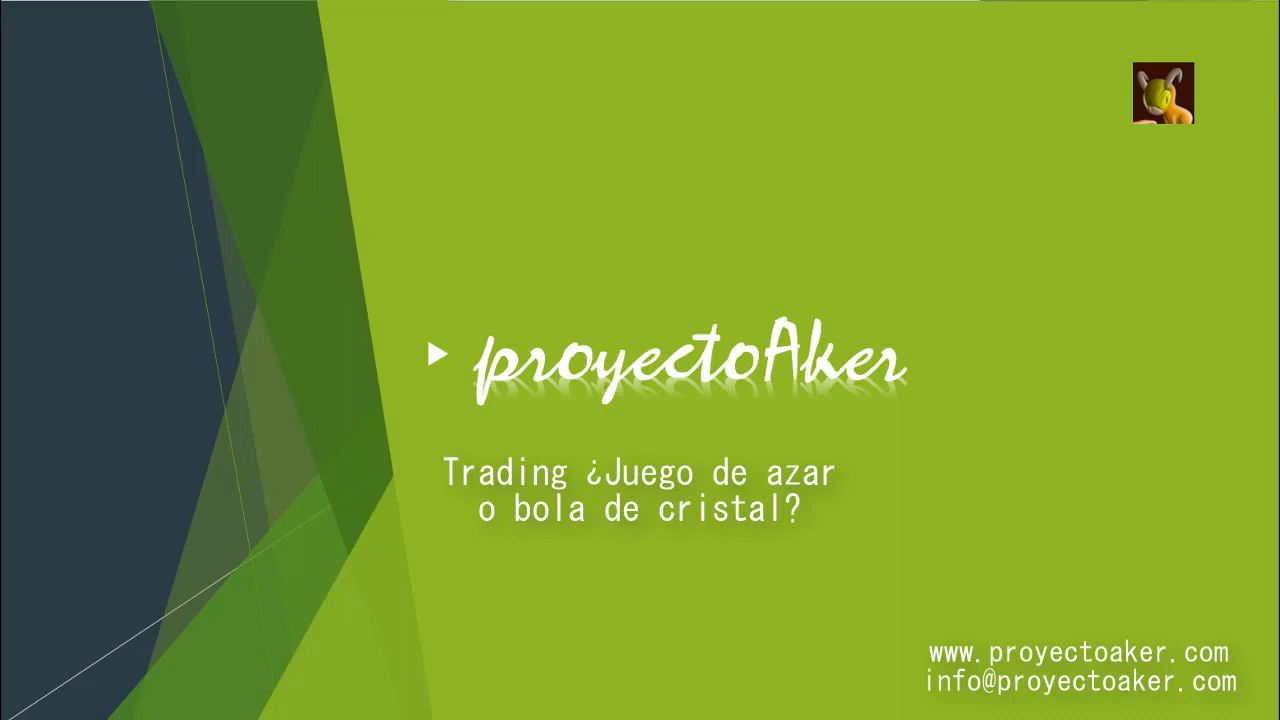 proyectoAker
Trading ¿Juego de azar
o bola de cristal?
www.proyectoaker.com
info@proyectoaker.com